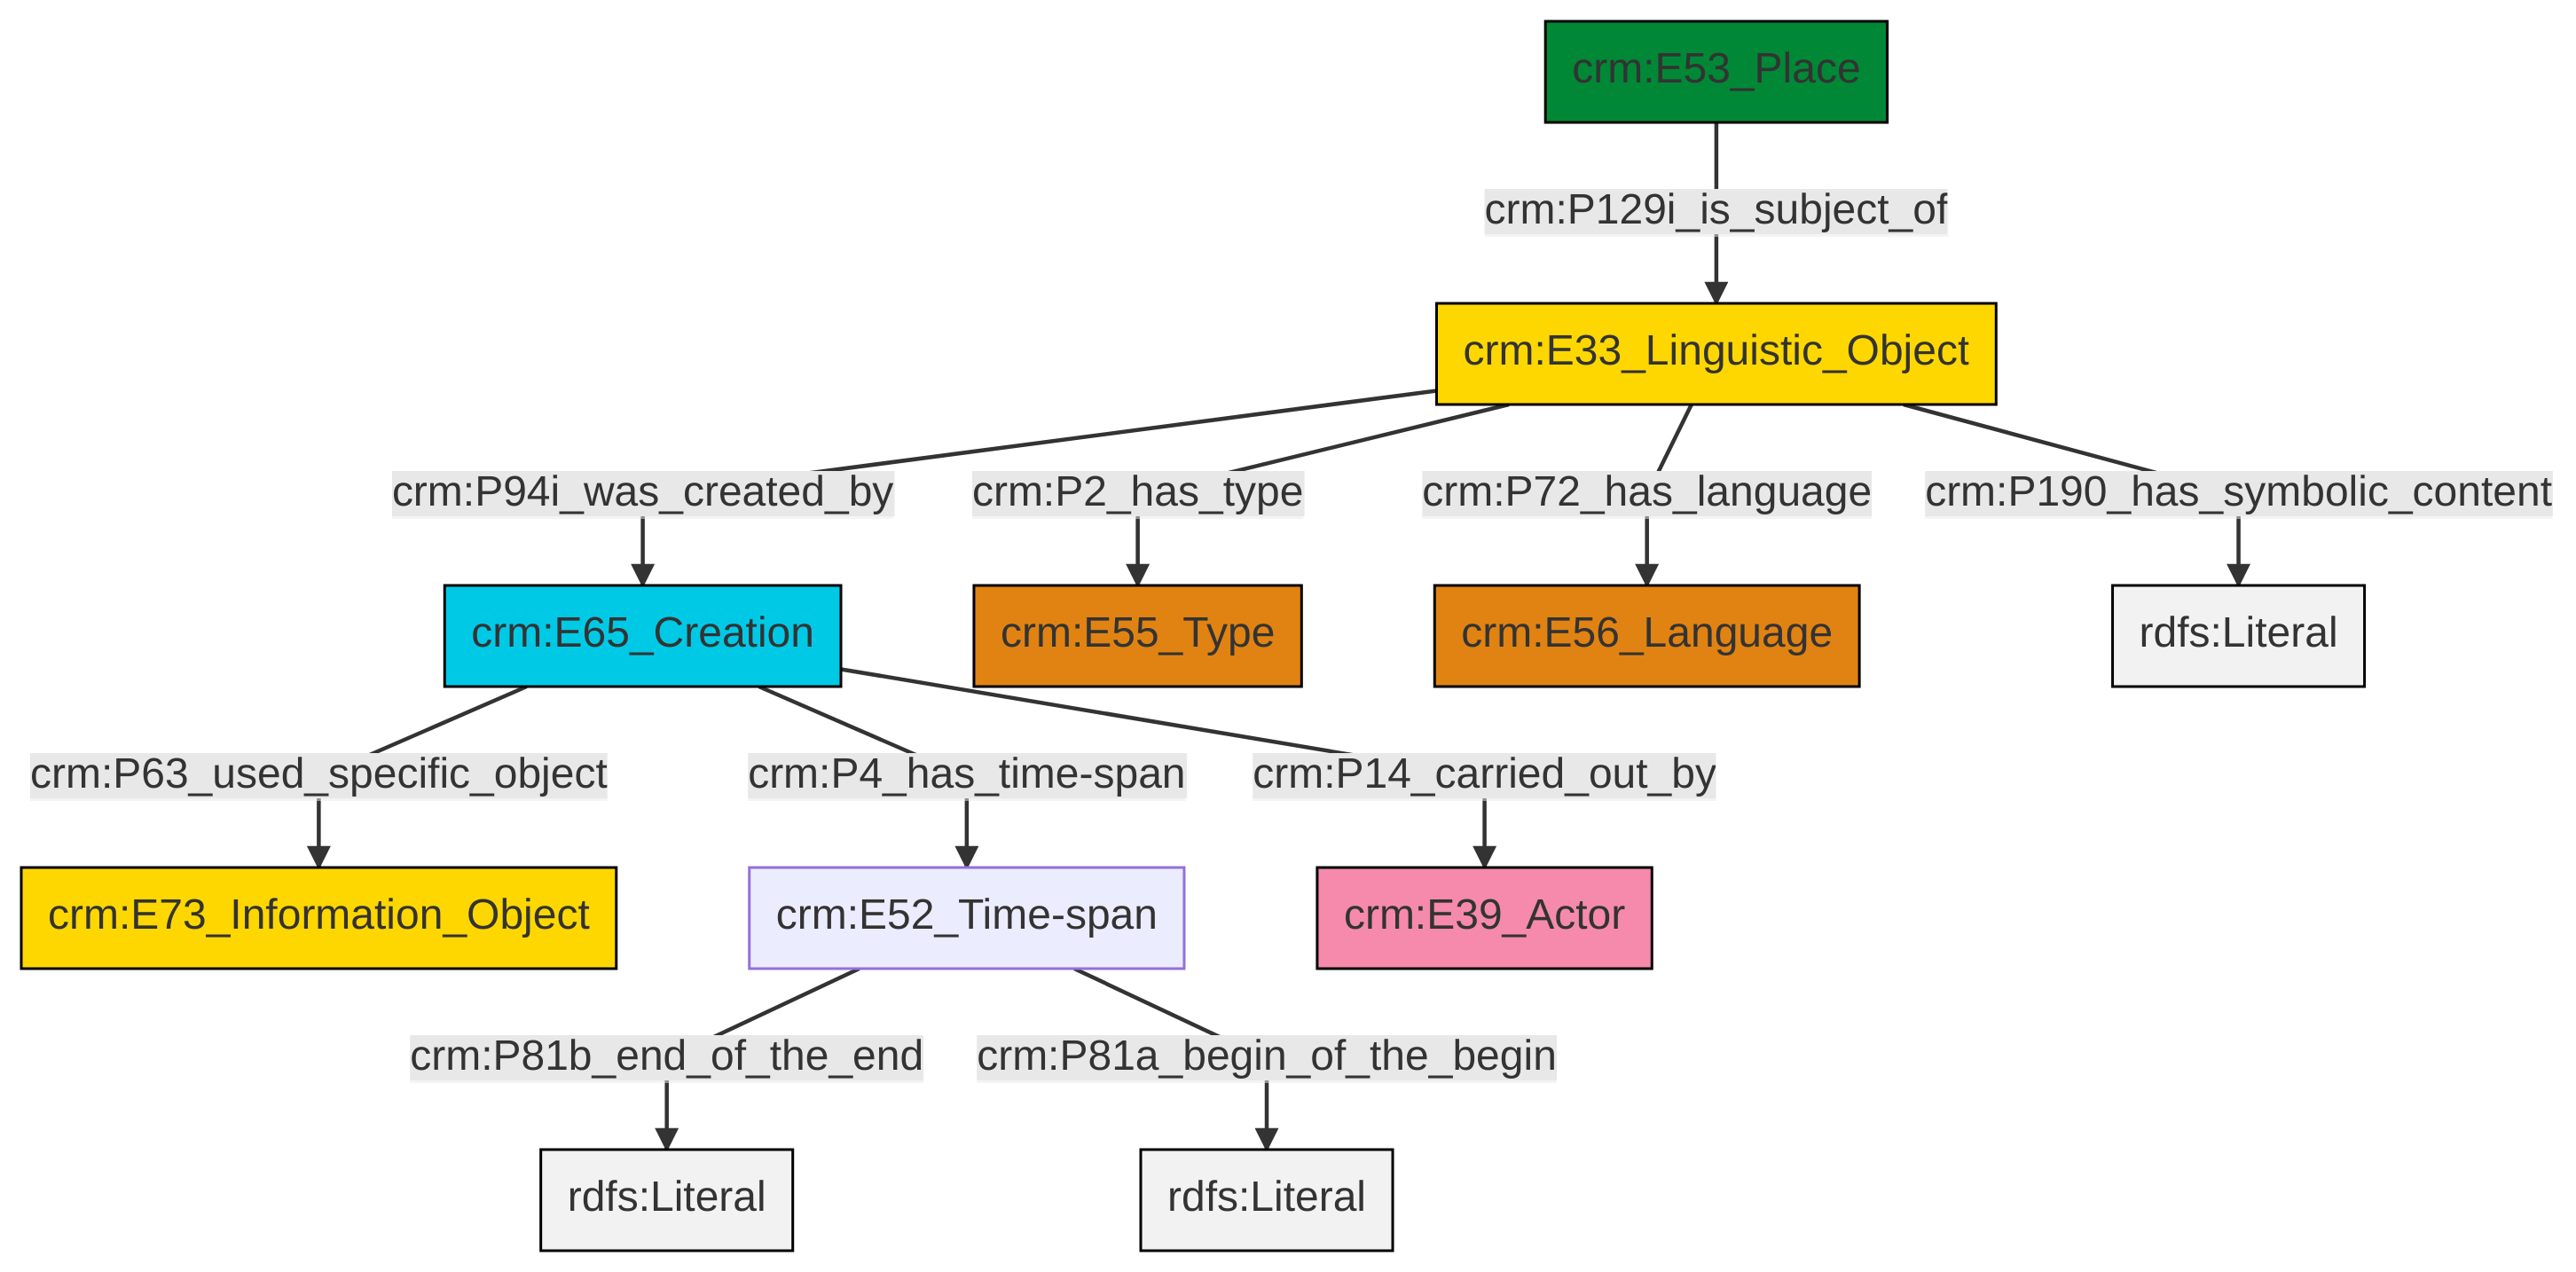 crm:E53_Place
crm:P129i_is_subject_of
crm:E33_Linguistic_Object
crm:P94i_was_created_by
crm:P2_has_type
crm:P72_has_language
crm:P190_has_symbolic_content
crm:E65_Creation
crm:E55_Type
crm:E56_Language
rdfs:Literal
crm:P63_used_specific_object
crm:P4_has_time-span
crm:P14_carried_out_by
crm:E73_Information_Object
crm:E52_Time-span
crm:E39_Actor
crm:P81b_end_of_the_end
crm:P81a_begin_of_the_begin
rdfs:Literal
rdfs:Literal